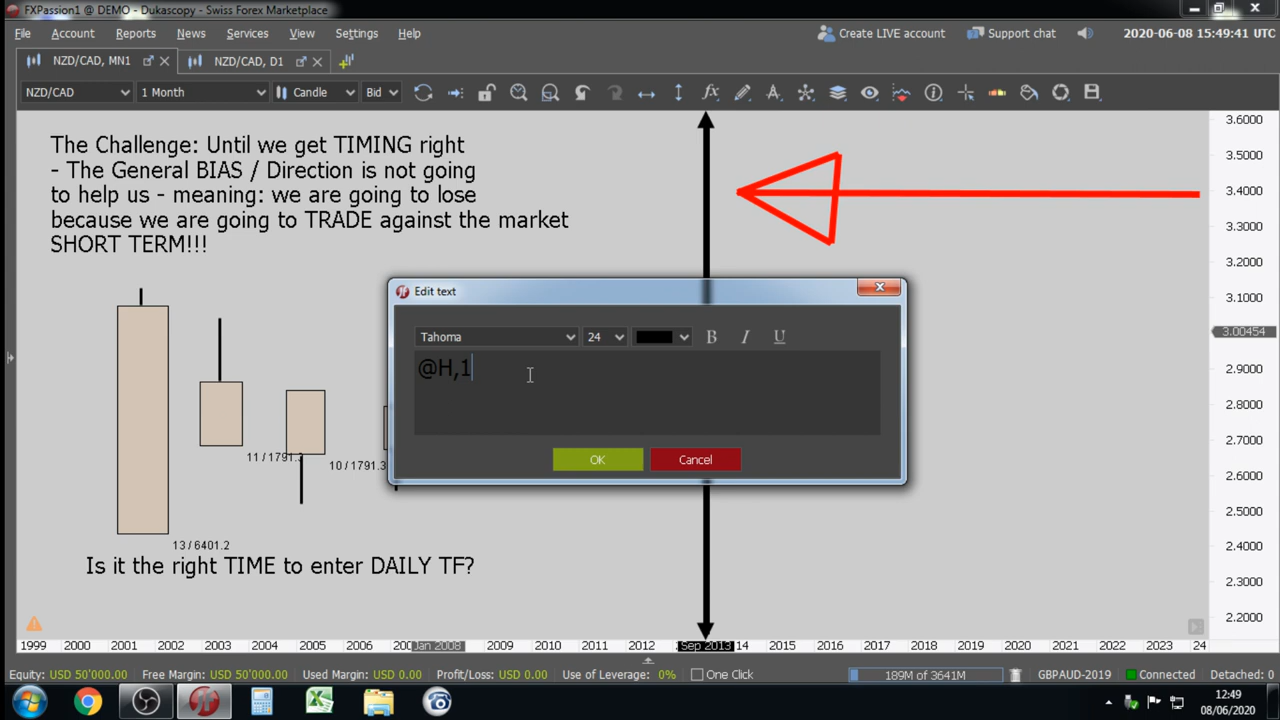 FXPassion1 @ DEMO - Dukascopy - Swiss Forex Marketplace
File Account Reports News Services View Settings Help
Create LIVE account Support chat 2020-06-08 15:49:41 UTC
NZD/CAD, MN1 NZD/CAD, D1
NZD/CAD 1 Month Candle Bid
The Challenge: Until we get TIMING right
- The General BIAS / Direction is not going
to help us - meaning: we are going to lose
because we are going to TRADE against the market
SHORT TERM!!!
3.6000
3.5000
3.4000
3.3000
3.2000
3.1000
3.00454
2.9000
2.8000
2.7000
2.6000
2.5000
2.4000
2.3000
2.2000
Edit text
Tahoma 24 B I U
@H,1
OK Cancel
11 / 1791.3
10 / 1791.3
13 / 6401.2
Is it the right TIME to enter DAILY TF?
1999 2000 2001 2002 2003 2004 2005 2006 Jan 2008 2009 2010 2011 2012 Sep 2013 14 2015 2016 2017 2018 2019 2020 2021 2022 2023 24
Equity: USD 50'000.00 Free Margin: USD 50'000.00 Used Margin: USD 0.00 Profit/Loss: USD 0.00 Use of Leverage: 0% One Click 189M of 3641M GBPAUD-2019 Connected Detached: 0
12:49
08/06/2020